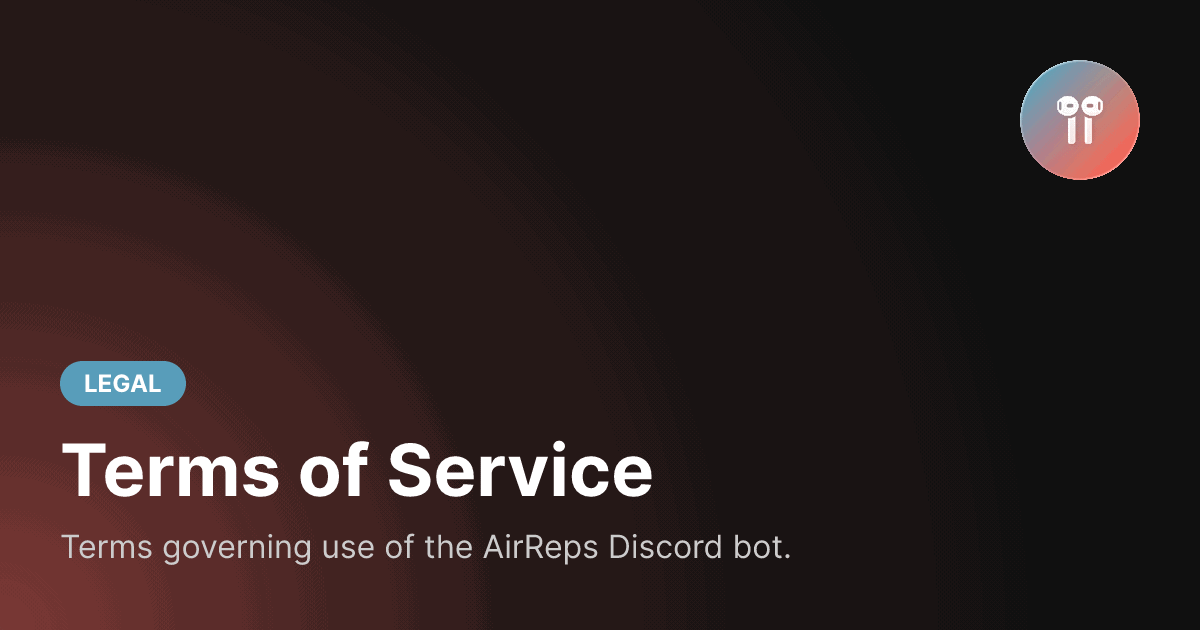 LEGAL
Terms of Service
Terms governing use of the AirReps Discord bot.